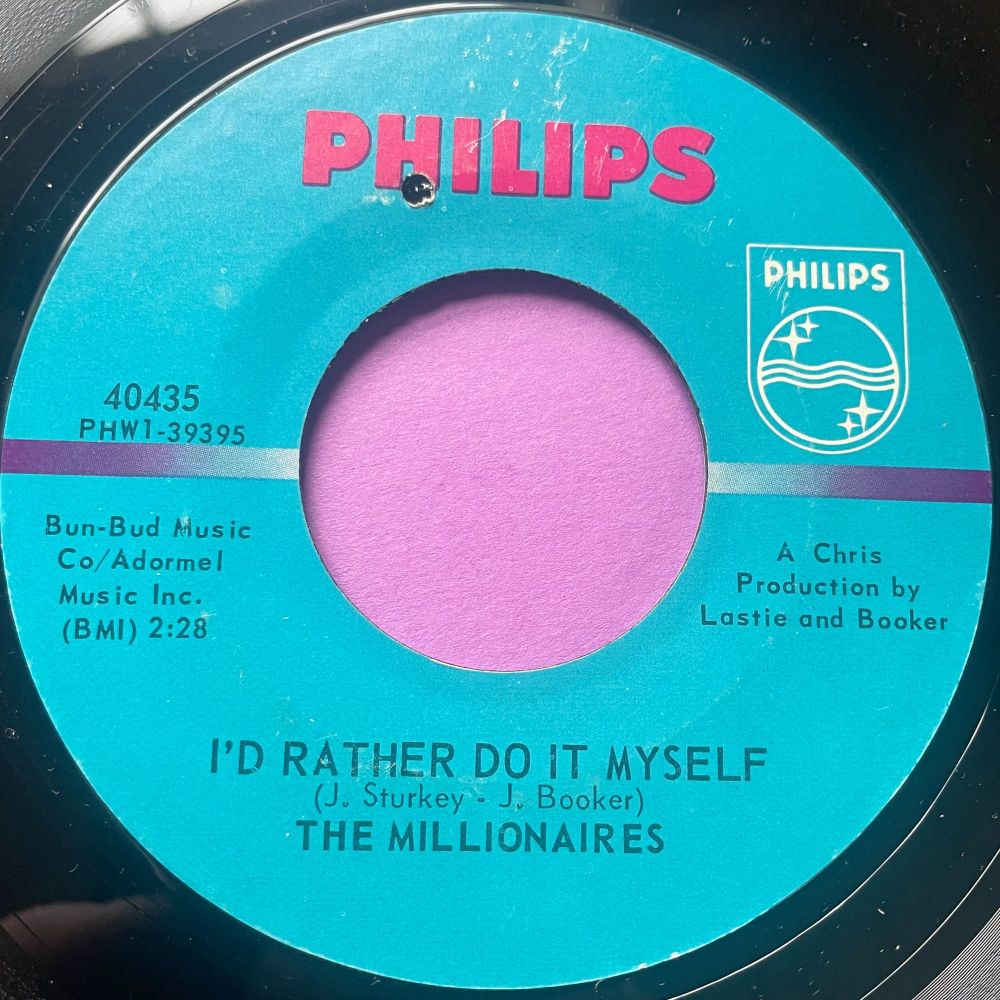 PHILIPS
PHILIPS
40435
PHW1-39395
Bun-Bud Music
Co/Adormel
Music Inc.
(BMI) 2:28
A Chris
Production by
Lastie and Booker
I'D RATHER DO IT MYSELF
(J. Sturkey - J. Booker)
THE MILLIONAIRES